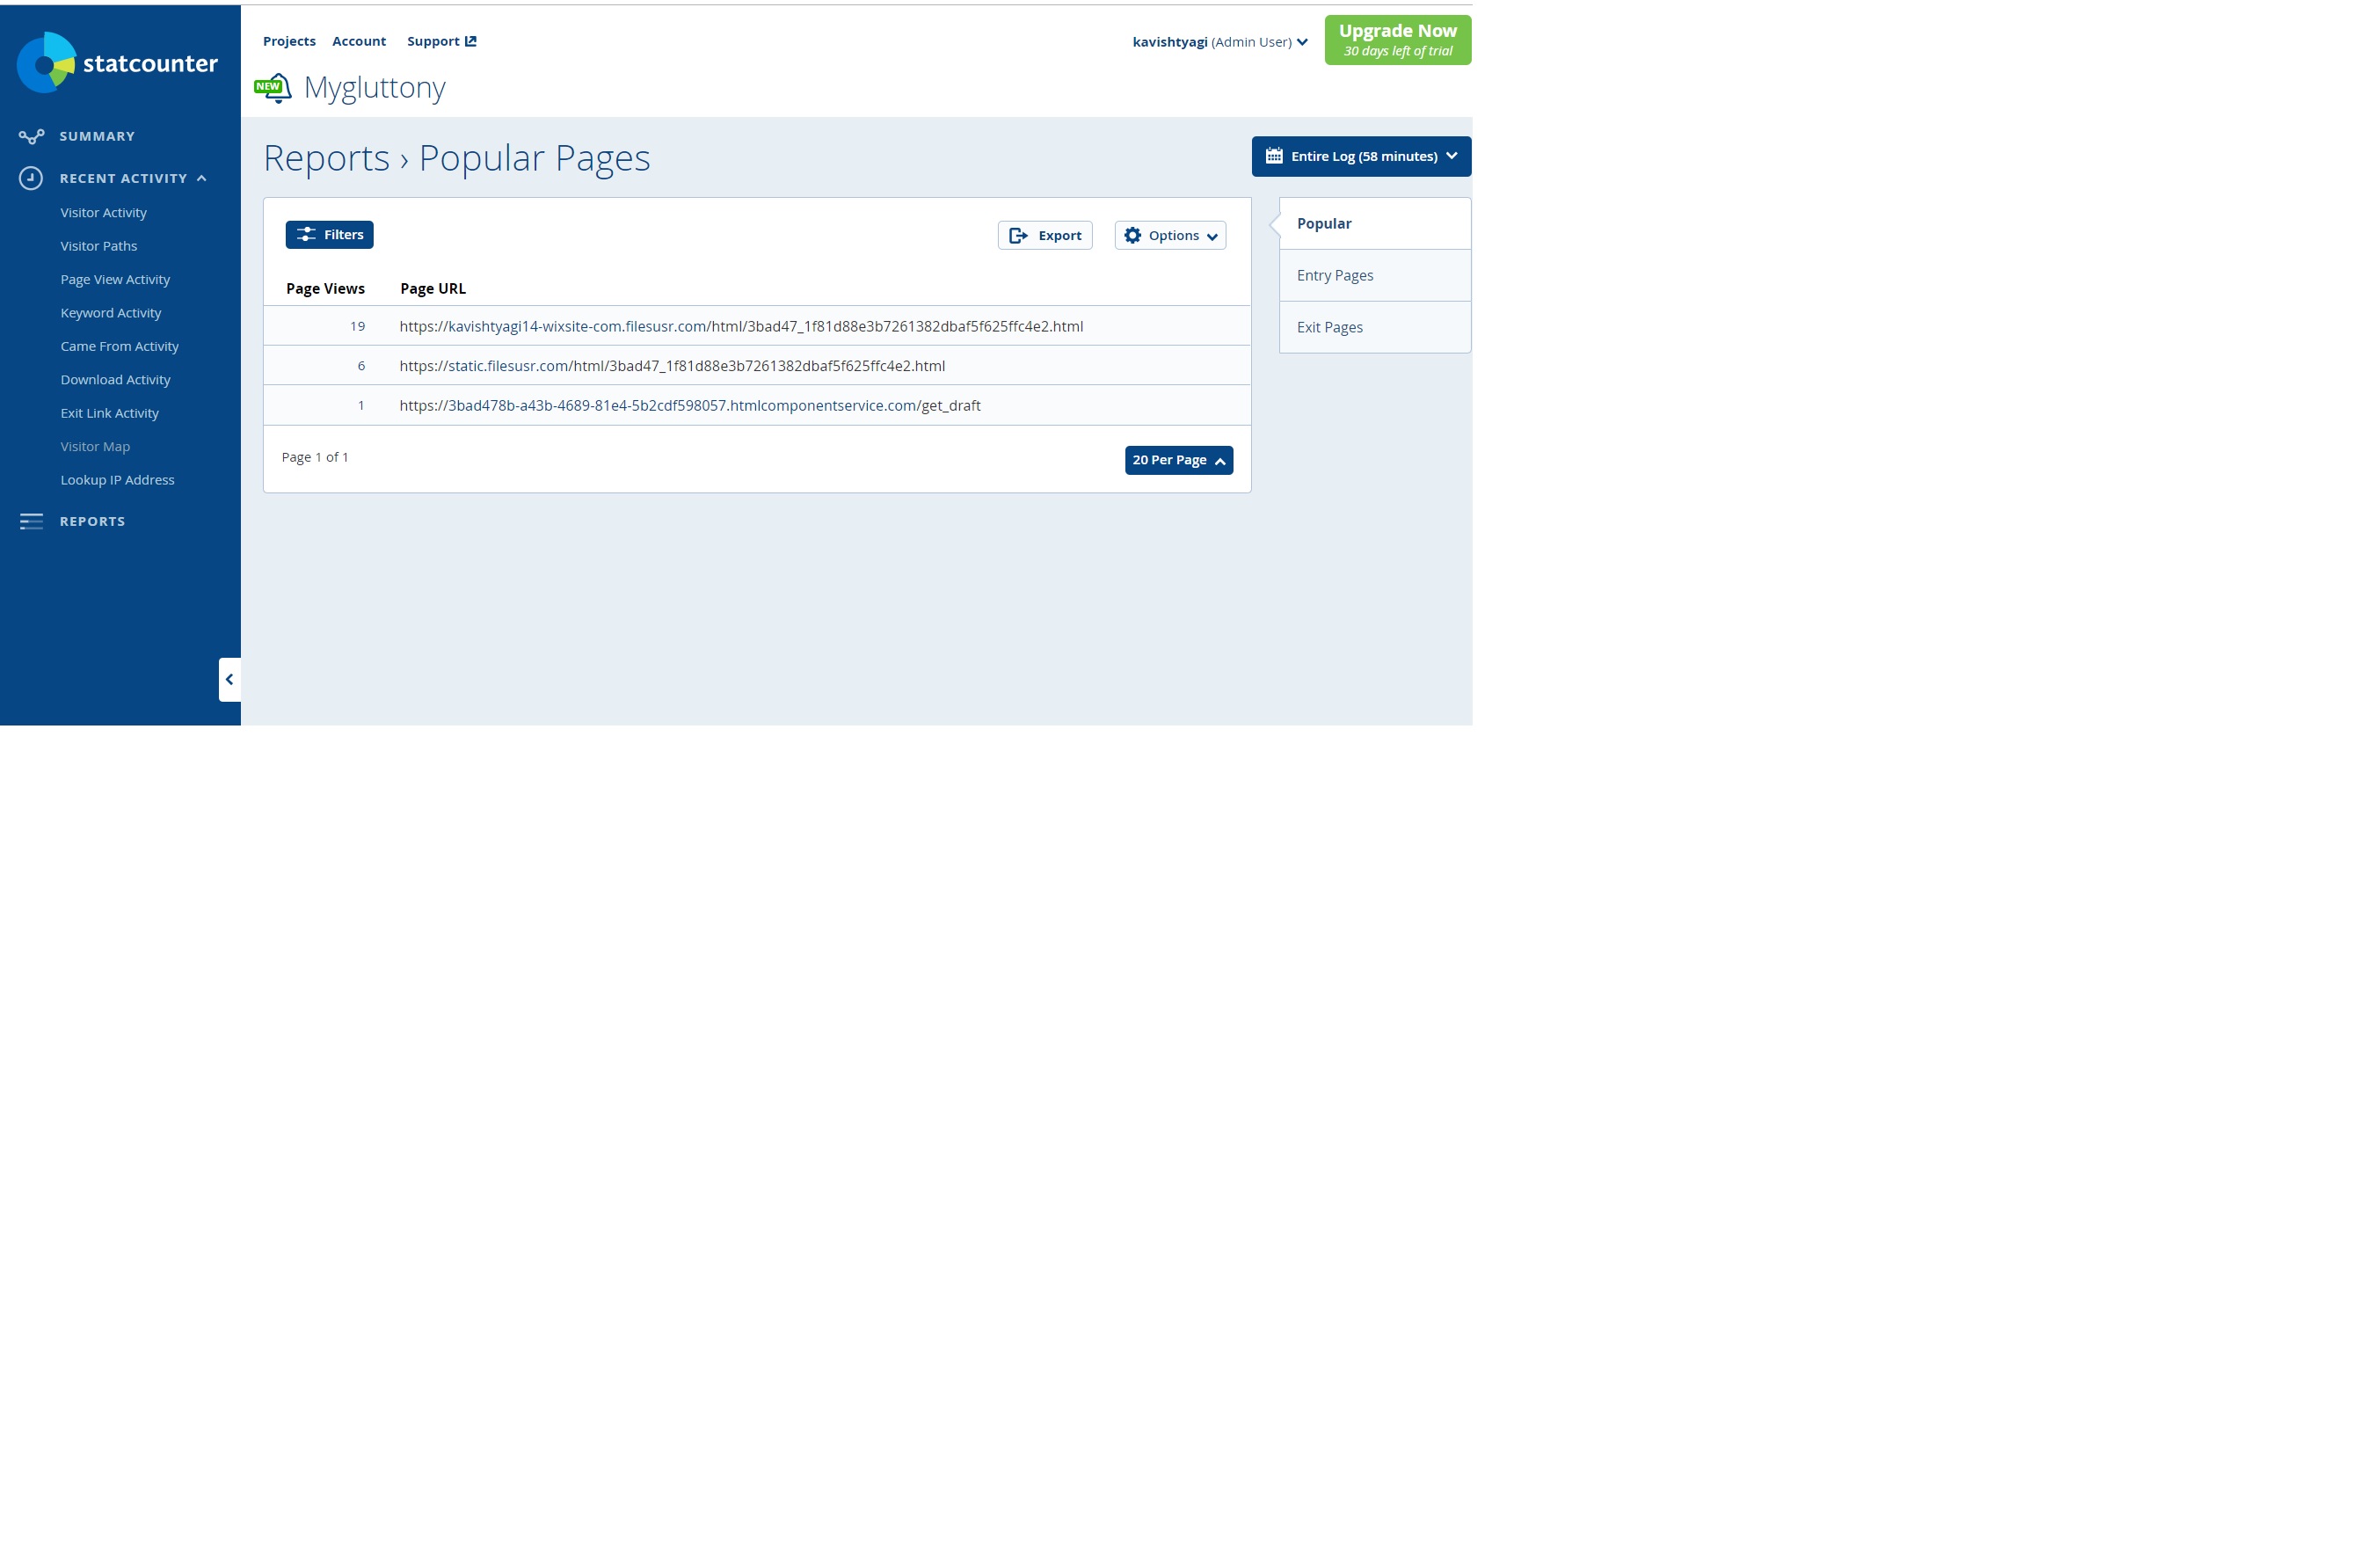 statcounter
SUMMARY
RECENT ACTIVITY
Visitor Activity
Visitor Paths
Page View Activity
Keyword Activity
Came From Activity
Download Activity
Exit Link Activity
Visitor Map
Lookup IP Address
REPORTS
Projects Account Support
kavishtyagi (Admin User)
Upgrade Now
30 days left of trial
NEW Mygluttony
Reports › Popular Pages
Entire Log (58 minutes)
Filters
Export
Options
Page Views Page URL
19 https://kavishtyagi14-wixsite-com.filesusr.com/html/3bad47_1f81d88e3b7261382dbaf5f625ffc4e2.html
6 https://static.filesusr.com/html/3bad47_1f81d88e3b7261382dbaf5f625ffc4e2.html
1 https://3bad478b-a43b-4689-81e4-5b2cdf598057.htmlcomponentservice.com/get_draft
Page 1 of 1
20 Per Page
Popular
Entry Pages
Exit Pages